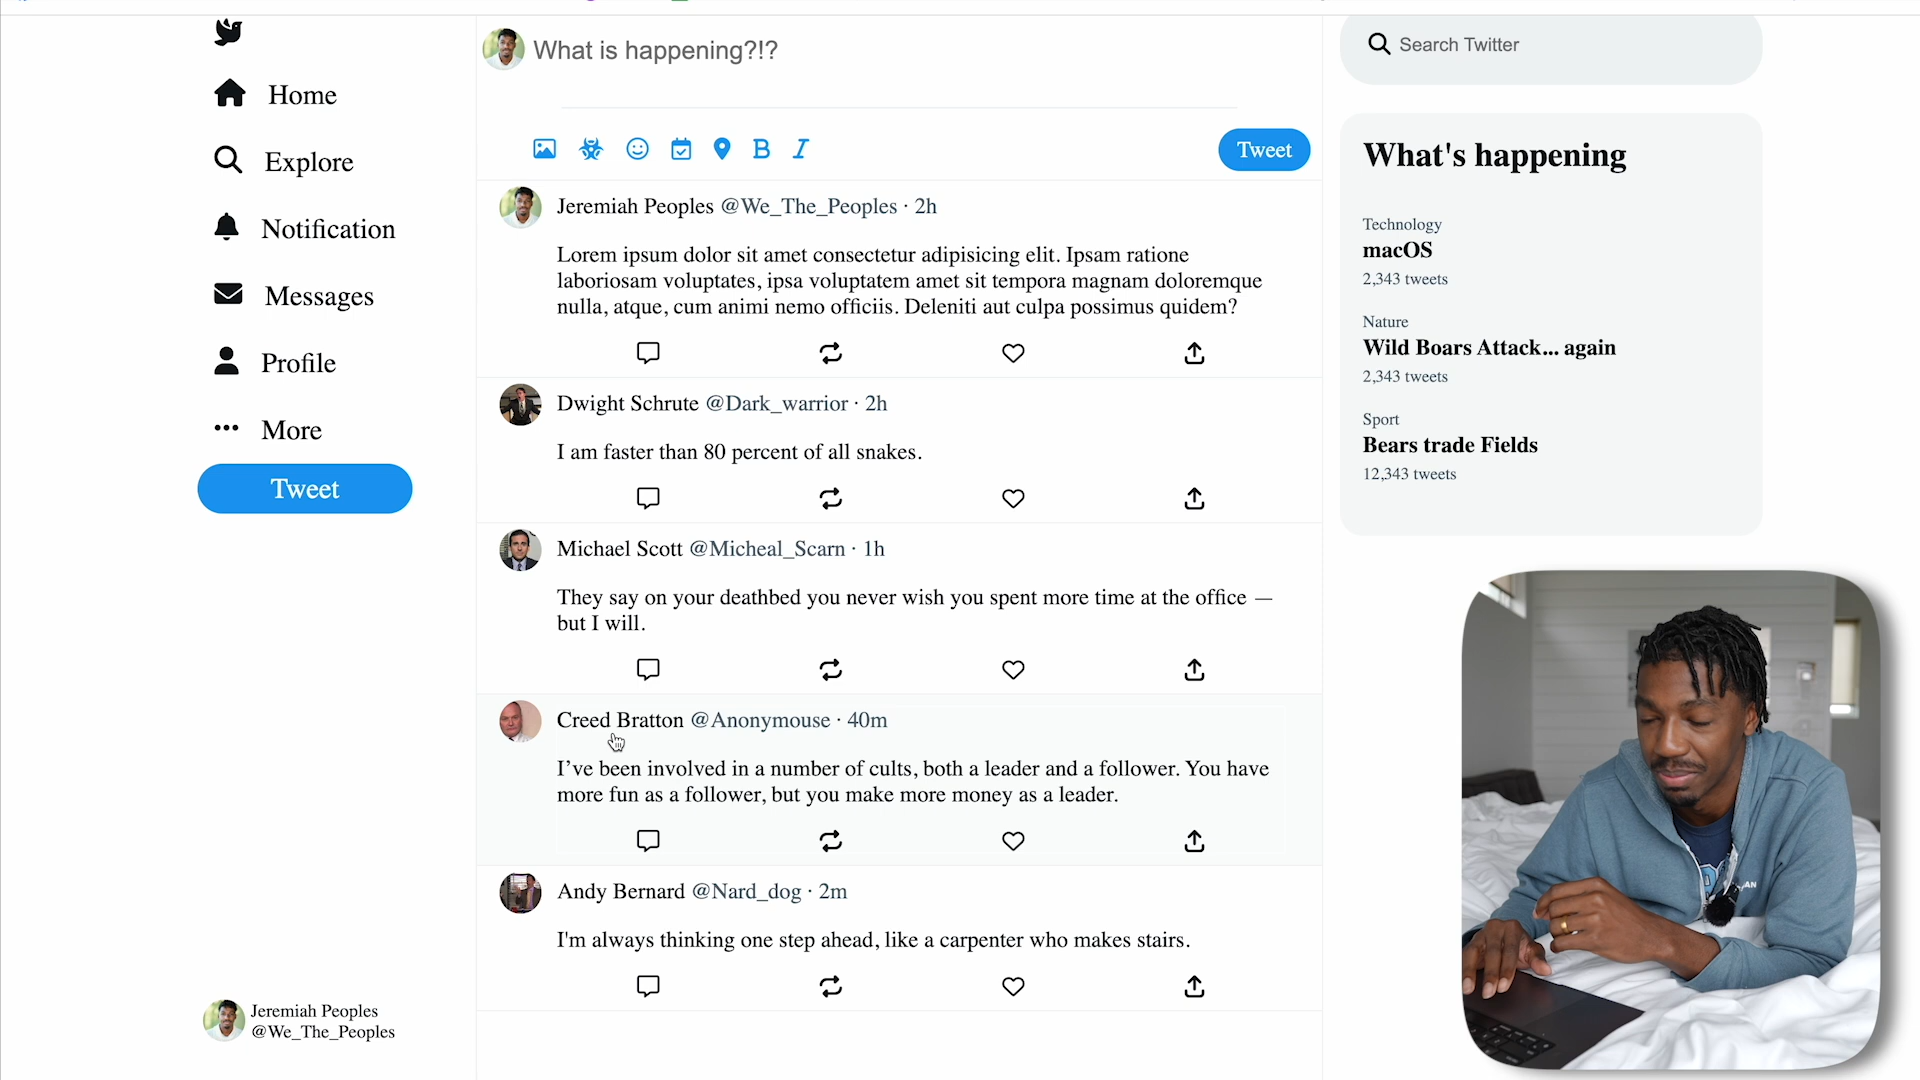 Home
Explore
Notification
Messages
Profile
More
Tweet
Jeremiah Peoples
@We_The_Peoples
What is happening?!?
Tweet
Jeremiah Peoples @We_The_Peoples · 2h
Lorem ipsum dolor sit amet consectetur adipisicing elit. Ipsam ratione
laboriosam voluptates, ipsa voluptatem amet sit tempora magnam doloremque
nulla, atque, cum animi nemo officiis. Deleniti aut culpa possimus quidem?
Dwight Schrute @Dark_warrior · 2h
I am faster than 80 percent of all snakes.
Michael Scott @Micheal_Scarn · 1h
They say on your deathbed you never wish you spent more time at the office —
but I will.
Creed Bratton @Anonymouse · 40m
I’ve been involved in a number of cults, both a leader and a follower. You have
more fun as a follower, but you make more money as a leader.
Andy Bernard @Nard_dog · 2m
I'm always thinking one step ahead, like a carpenter who makes stairs.
Search Twitter
What's happening
Technology
macOS
2,343 tweets
Nature
Wild Boars Attack... again
2,343 tweets
Sport
Bears trade Fields
12,343 tweets